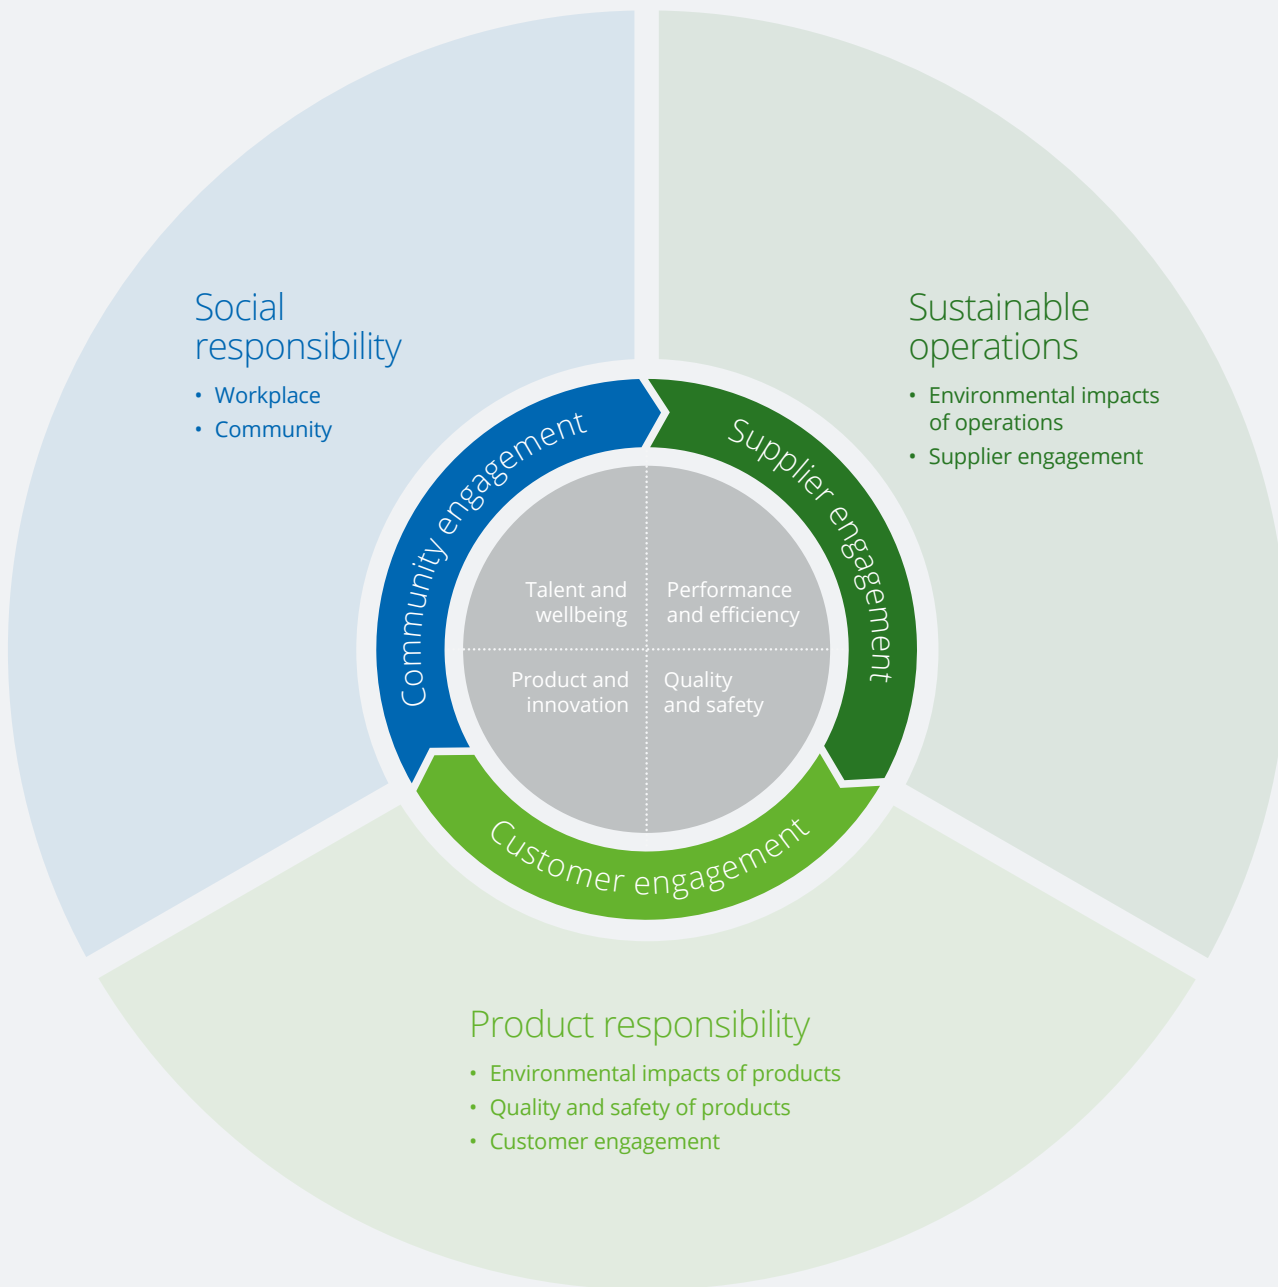 Social
responsibility
• Workplace
• Community
Sustainable
operations
• Environmental impacts
of operations
• Supplier engagement
Community engagement
Supplier engagement
Customer engagement
Talent and
wellbeing
Performance
and efficiency
Product and
innovation
Quality
and safety
Product responsibility
• Environmental impacts of products
• Quality and safety of products
• Customer engagement